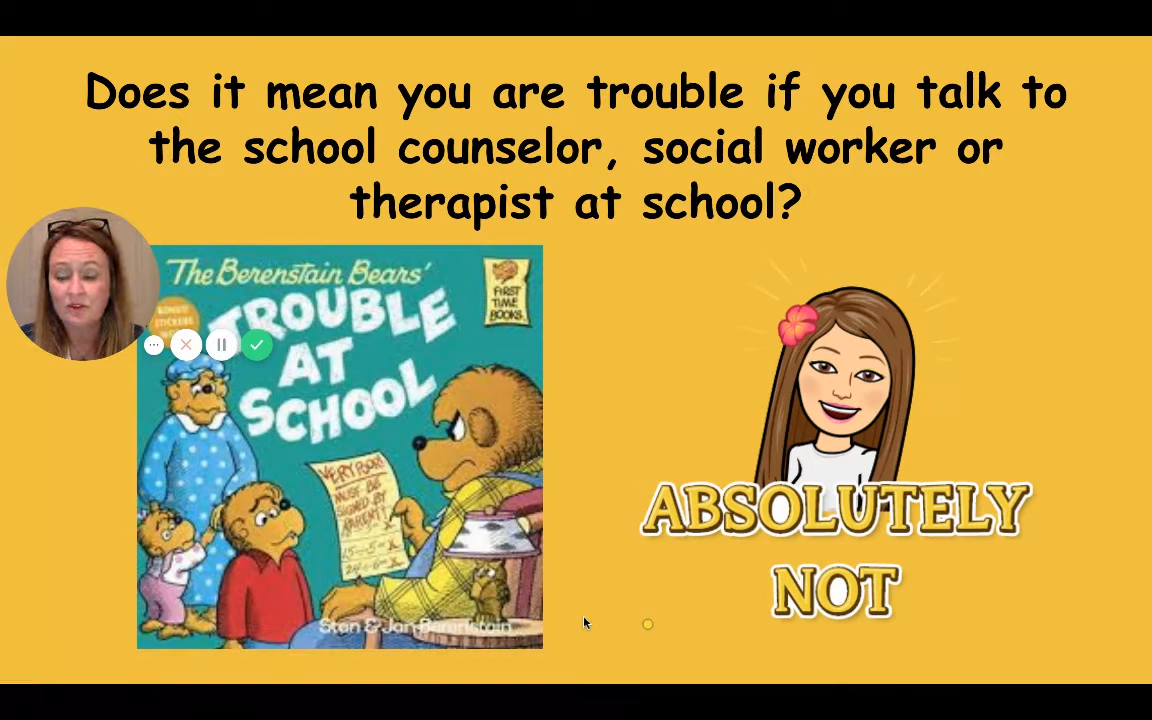 Does it mean you are trouble if you talk to
the school counselor, social worker or
therapist at school?
The Berenstain Bears'
TROUBLE
AT
SCHOOL
FIRST
TIME
BOOKS
BONUS
STICKERS
VERY POOR!
MUST BE
SIGNED BY
PARENT!
Stan & Jan Berenstain
ABSOLUTELY
NOT